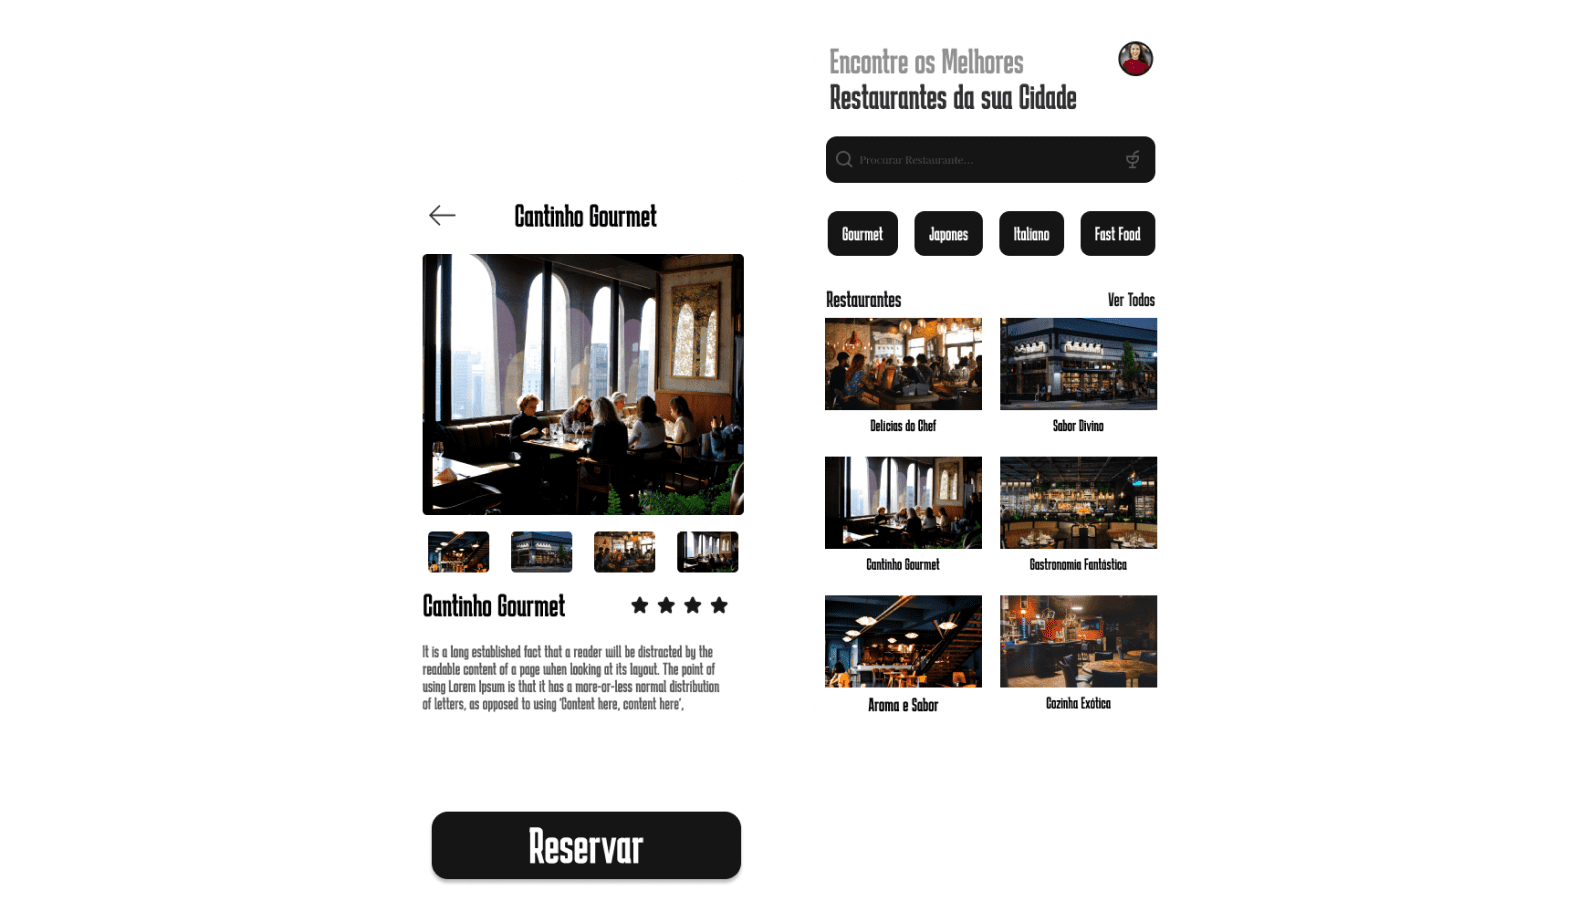 Cantinho Gourmet
Cantinho Gourmet
It is a long established fact that a reader will be distracted by the
readable content of a page when looking at its layout. The point of
using Lorem Ipsum is that it has a more-or-less normal distribution
of letters, as opposed to using 'Content here, content here',
Reservar
Encontre os Melhores
Restaurantes da sua Cidade
Procurar Restaurante...
Gourmet
Japones
Italiano
Fast Food
Restaurantes
Ver Todos
Delícias do Chef
Sabor Divino
Cantinho Gourmet
Gastronomia Fantástica
Aroma e Sabor
Cozinha Exótica